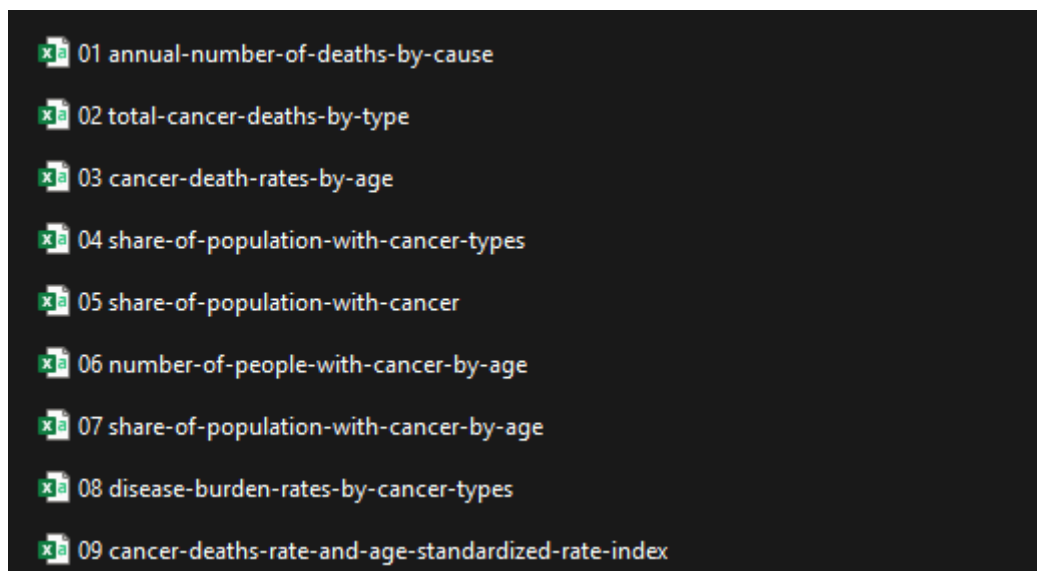 01 annual-number-of-deaths-by-cause
02 total-cancer-deaths-by-type
03 cancer-death-rates-by-age
04 share-of-population-with-cancer-types
05 share-of-population-with-cancer
06 number-of-people-with-cancer-by-age
07 share-of-population-with-cancer-by-age
08 disease-burden-rates-by-cancer-types
09 cancer-deaths-rate-and-age-standardized-rate-index